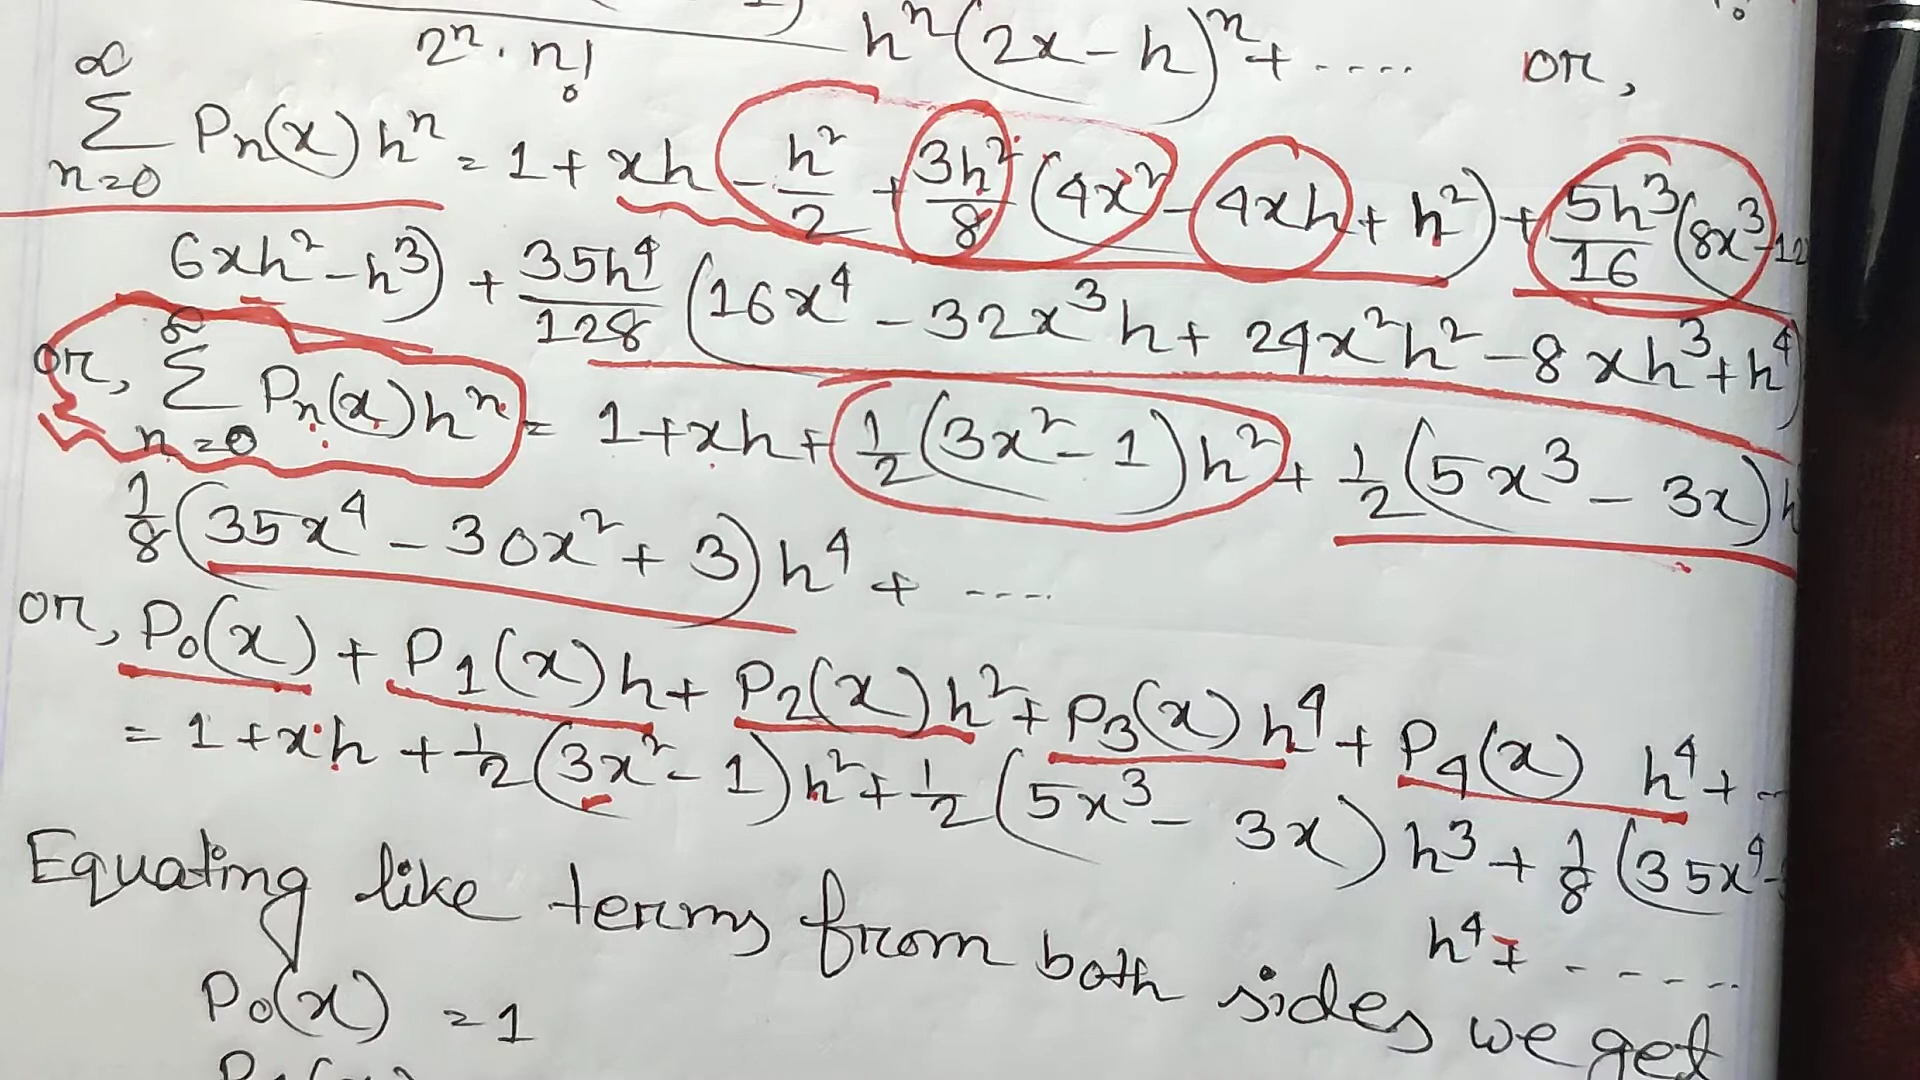 2ⁿ . n! hⁿ(2x - h)ⁿ + .... or,
∞
∑ Pn(x)hⁿ = 1 + xh - h²/2 + 3h²/8 (4x² - 4xh + h²) + 5h³/16 (8x³ - 12
n=0
6xh² - h³) + 35h⁴/128 (16x⁴ - 32x³h + 24x²h² - 8xh³ + h⁴)
or, ∞∑n=0 Pn(x)hⁿ = 1 + xh + 1/2 (3x² - 1)h² + 1/2 (5x³ - 3x)h
1/8 (35x⁴ - 30x² + 3)h⁴ + ....
or, P₀(x) + P₁(x)h + P₂(x)h² + P₃(x)h⁴ + P₄(x) h⁴ + ..
= 1 + x·h + 1/2 (3x² - 1)h² + 1/2 (5x³ - 3x)h³ + 1/8 (35x⁴ -
h⁴ + - - - - - -
Equating like terms from both sides we get
P₀(x) = 1